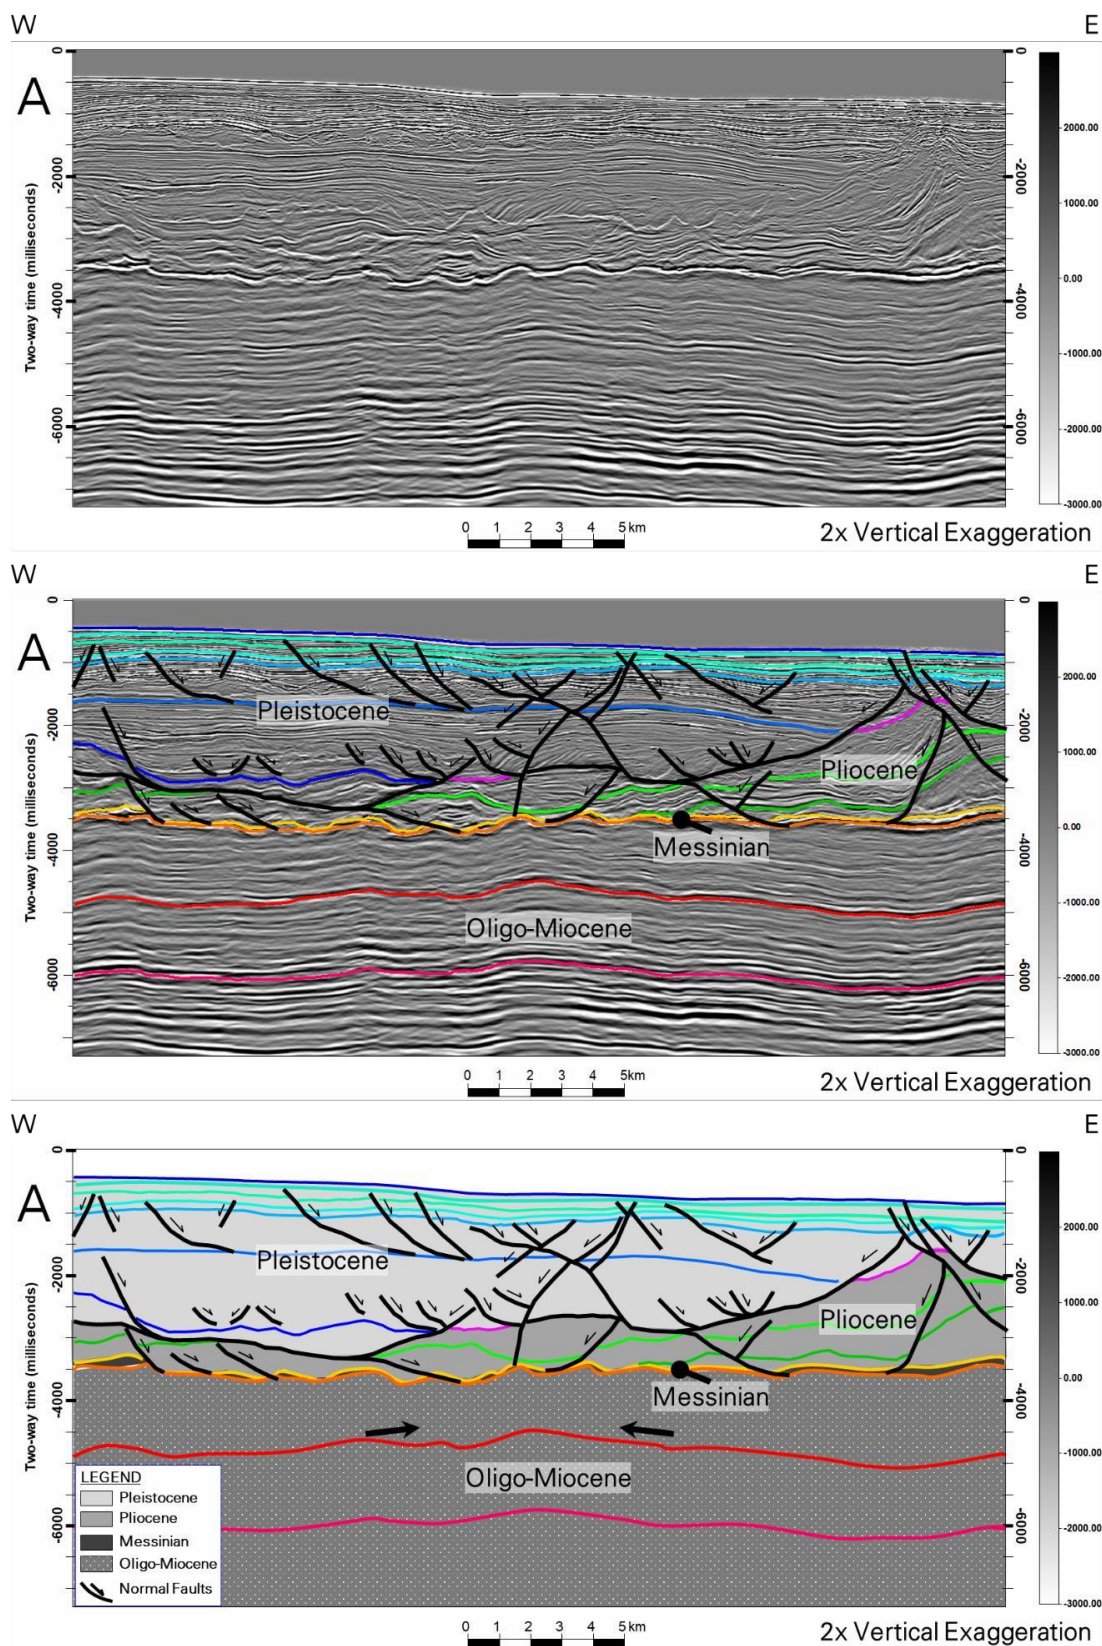 W E
A
Two-way time (milliseconds)
0
-2000
-4000
-6000
0
-2000
-4000
-6000
2000.00
1000.00
0.00
-1000.00
-2000.00
-3000.00
0 1 2 3 4 5km
2x Vertical Exaggeration
W E
A
Two-way time (milliseconds)
0
-2000
-4000
-6000
Pleistocene
Pliocene
Messinian
Oligo-Miocene
0
-2000
-4000
-6000
2000.00
1000.00
0.00
-1000.00
-2000.00
-3000.00
0 1 2 3 4 5km
2x Vertical Exaggeration
W E
A
Two-way time (milliseconds)
0
-2000
-4000
-6000
Pleistocene
Pliocene
Messinian
Oligo-Miocene
LEGEND
Pleistocene
Pliocene
Messinian
Oligo-Miocene
Normal Faults
0
-2000
-4000
-6000
2000.00
1000.00
0.00
-1000.00
-2000.00
-3000.00
0 1 2 3 4 5km
2x Vertical Exaggeration